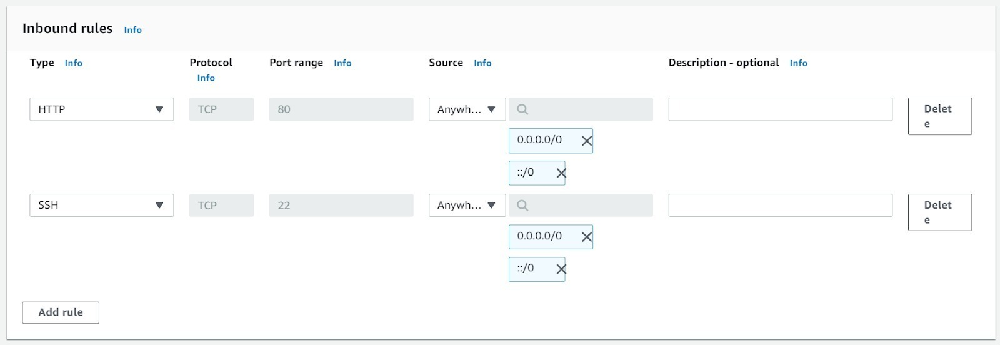 Inbound rules Info
Type Info Protocol Info Port range Info Source Info Description - optional Info
HTTP TCP 80 Anywh... Delet
e
0.0.0.0/0
::/0
SSH TCP 22 Anywh... Delet
e
0.0.0.0/0
::/0
Add rule